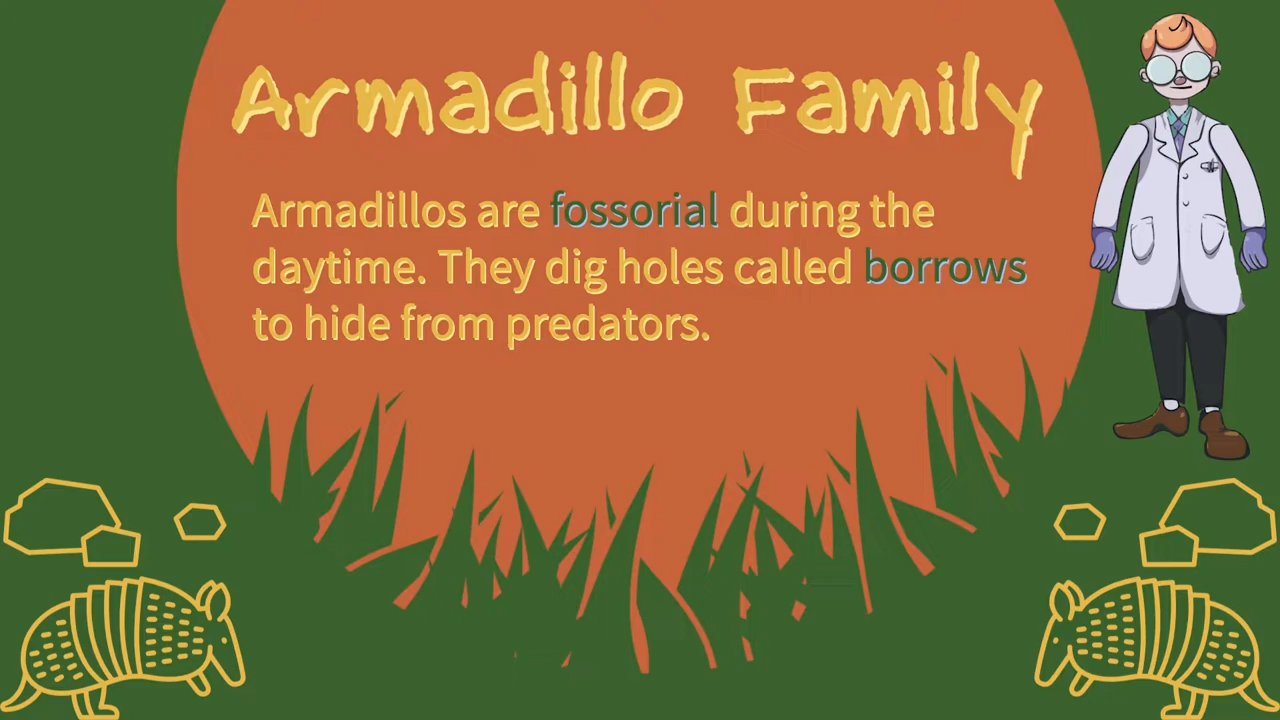 Armadillo Family
Armadillos are fossorial during the
daytime. They dig holes called borrows
to hide from predators.